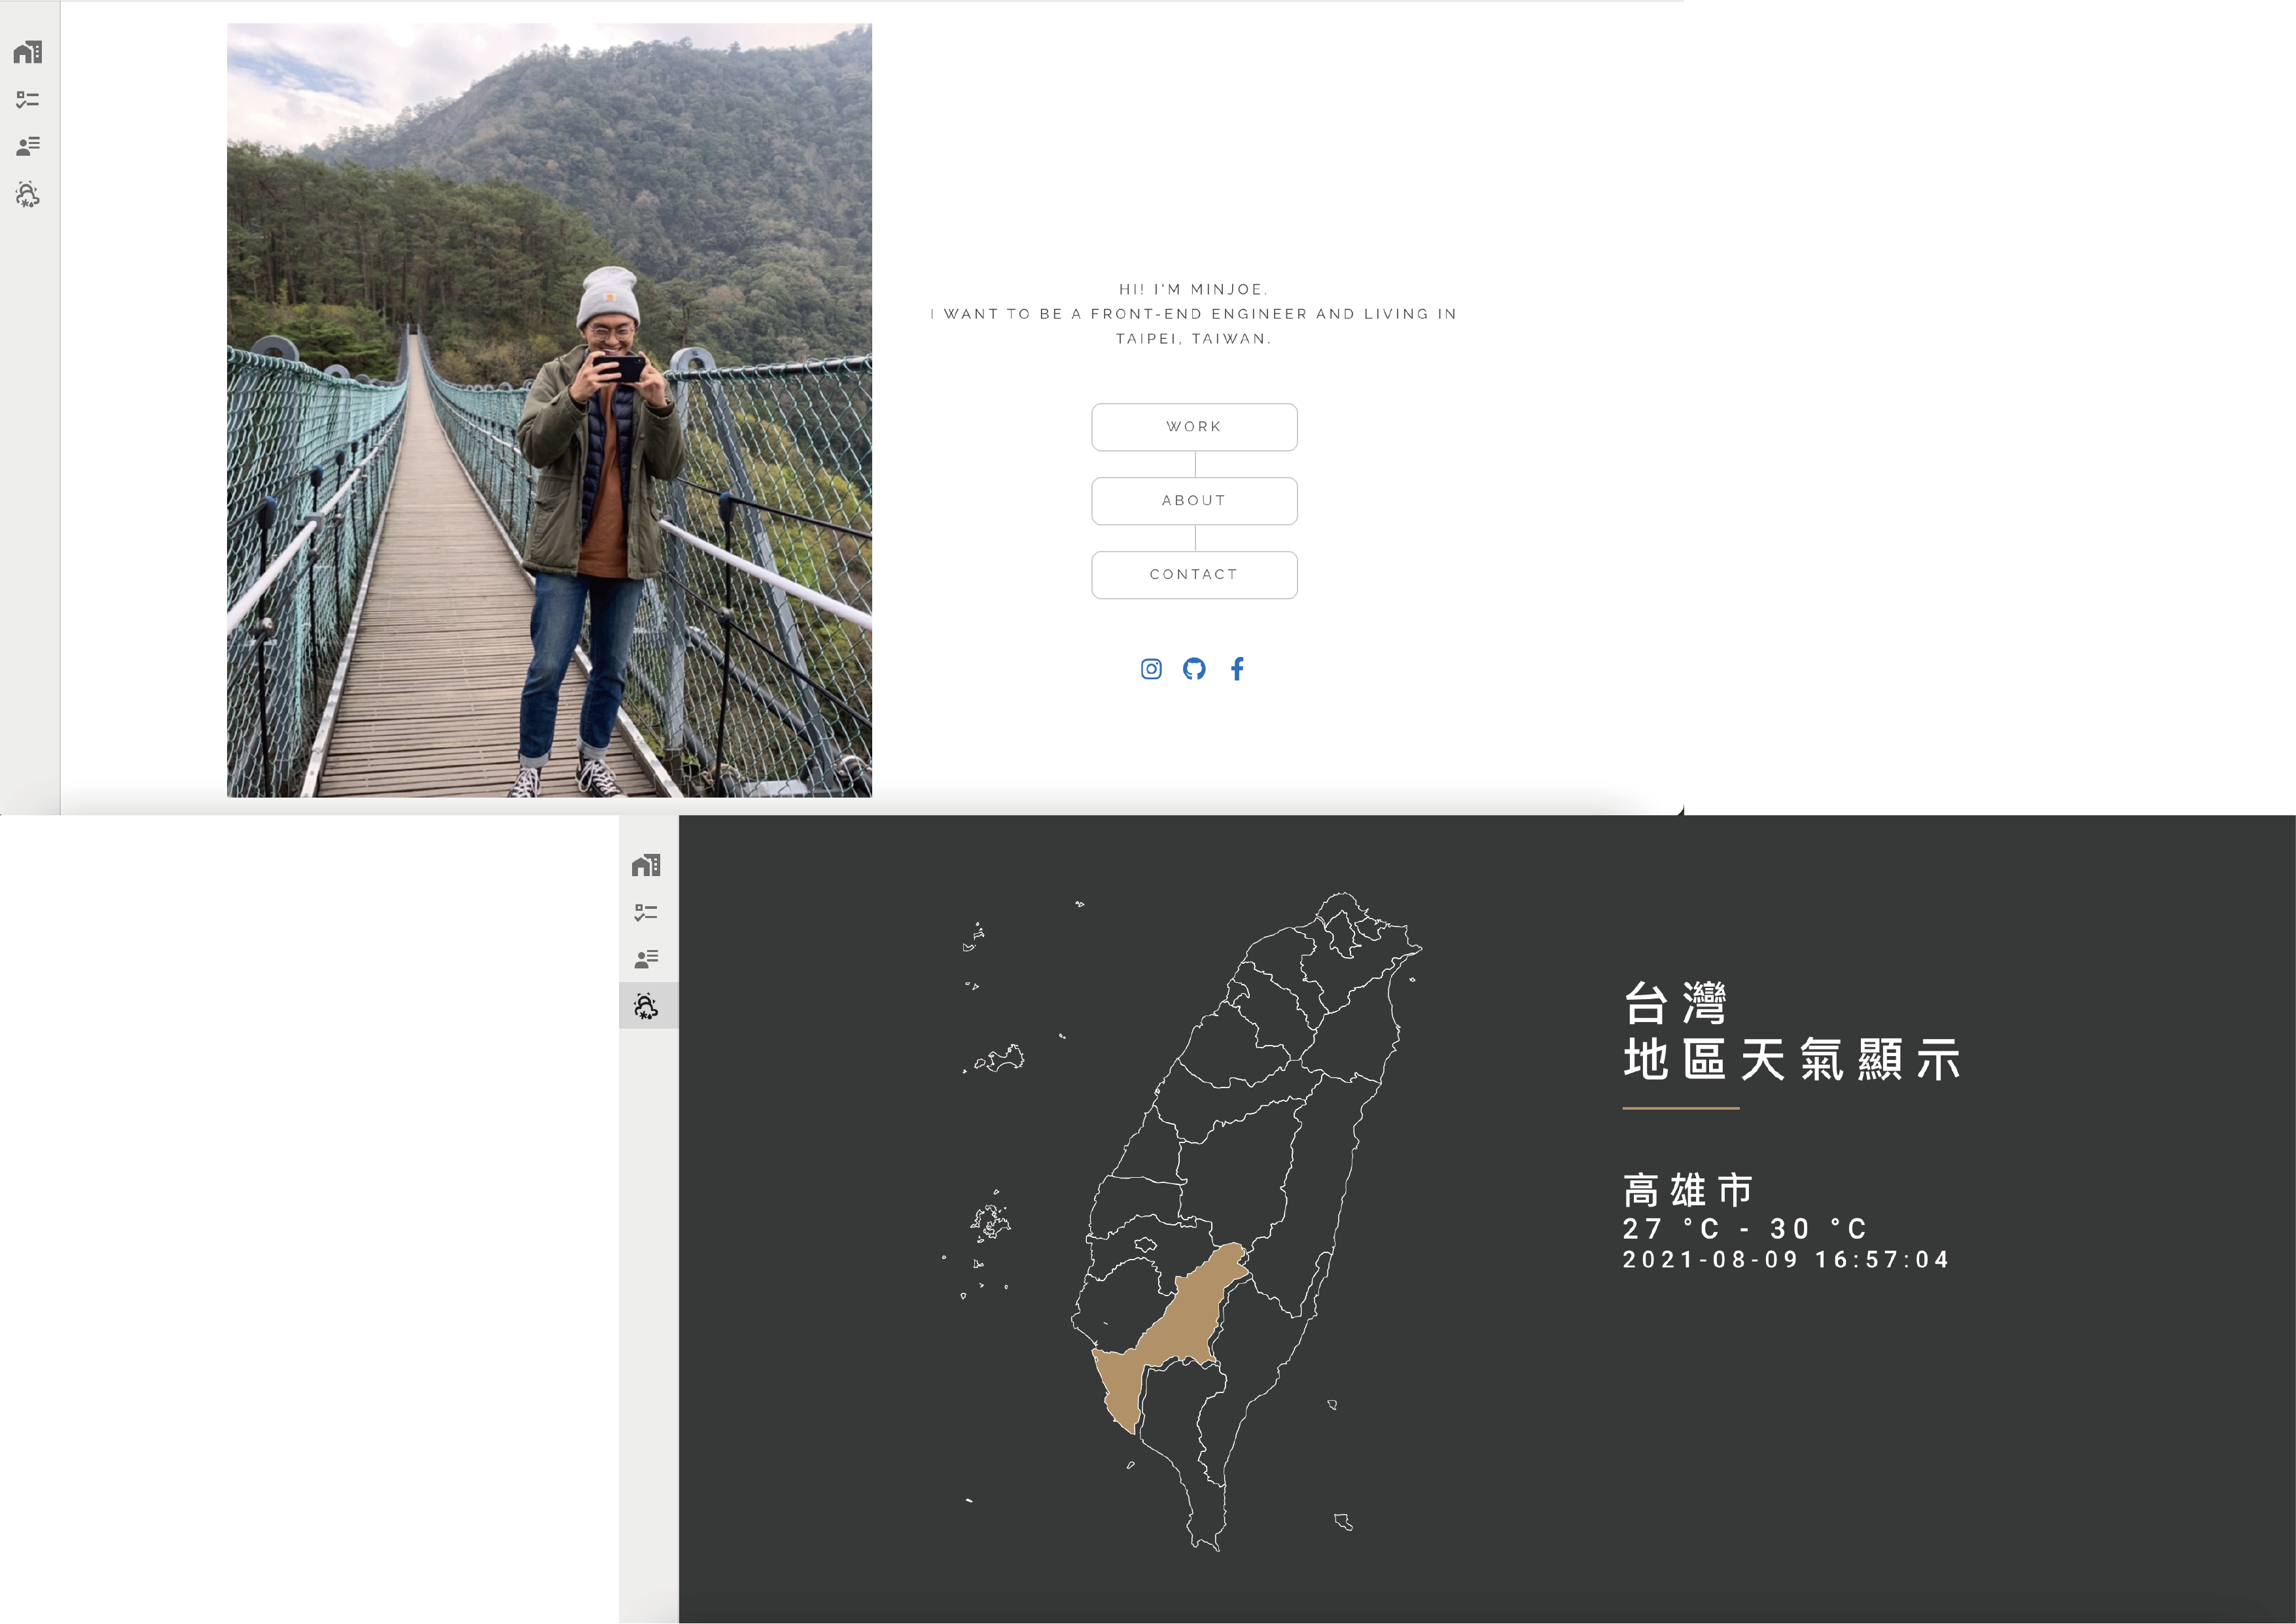 HI! I'M MINJOE.
I WANT TO BE A FRONT-END ENGINEER AND LIVING IN
TAIPEI, TAIWAN.
WORK
ABOUT
CONTACT
台灣
地區天氣顯示
高雄市
27 °C - 30 °C
2021-08-09 16:57:04